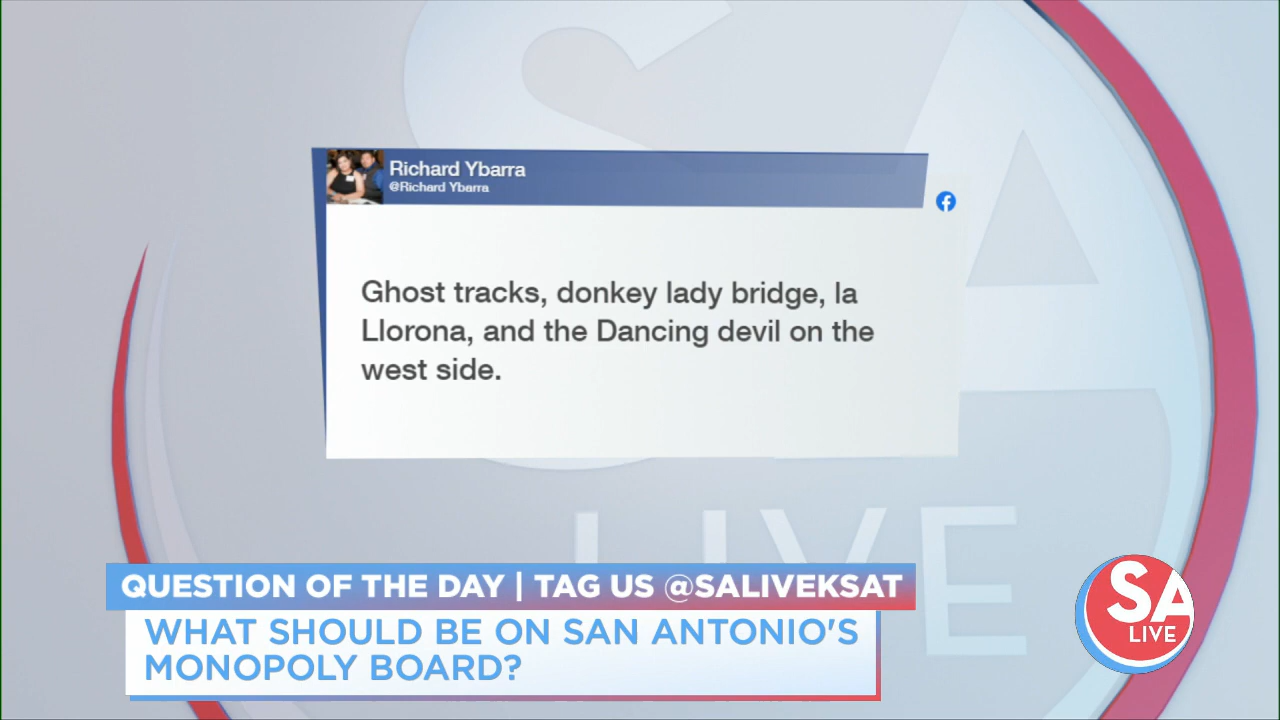 Richard Ybarra
@Richard Ybarra
Ghost tracks, donkey lady bridge, la
Llorona, and the Dancing devil on the
west side.
LIVE
QUESTION OF THE DAY | TAG US @SALIVEKSAT
WHAT SHOULD BE ON SAN ANTONIO'S
MONOPOLY BOARD?
SA
LIVE